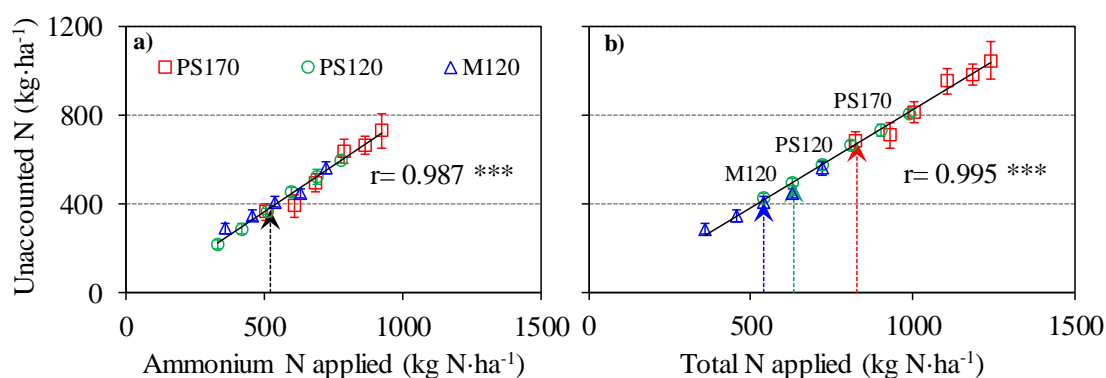 Unaccounted N (kg·ha-1)
1200
800
400
0
a)
PS170
PS120
M120
r= 0.987 ***
0
500
1000
1500
Ammonium N applied (kg N·ha-1)
b)
PS170
PS120
M120
r= 0.995 ***
0
500
1000
1500
Total N applied (kg N·ha-1)